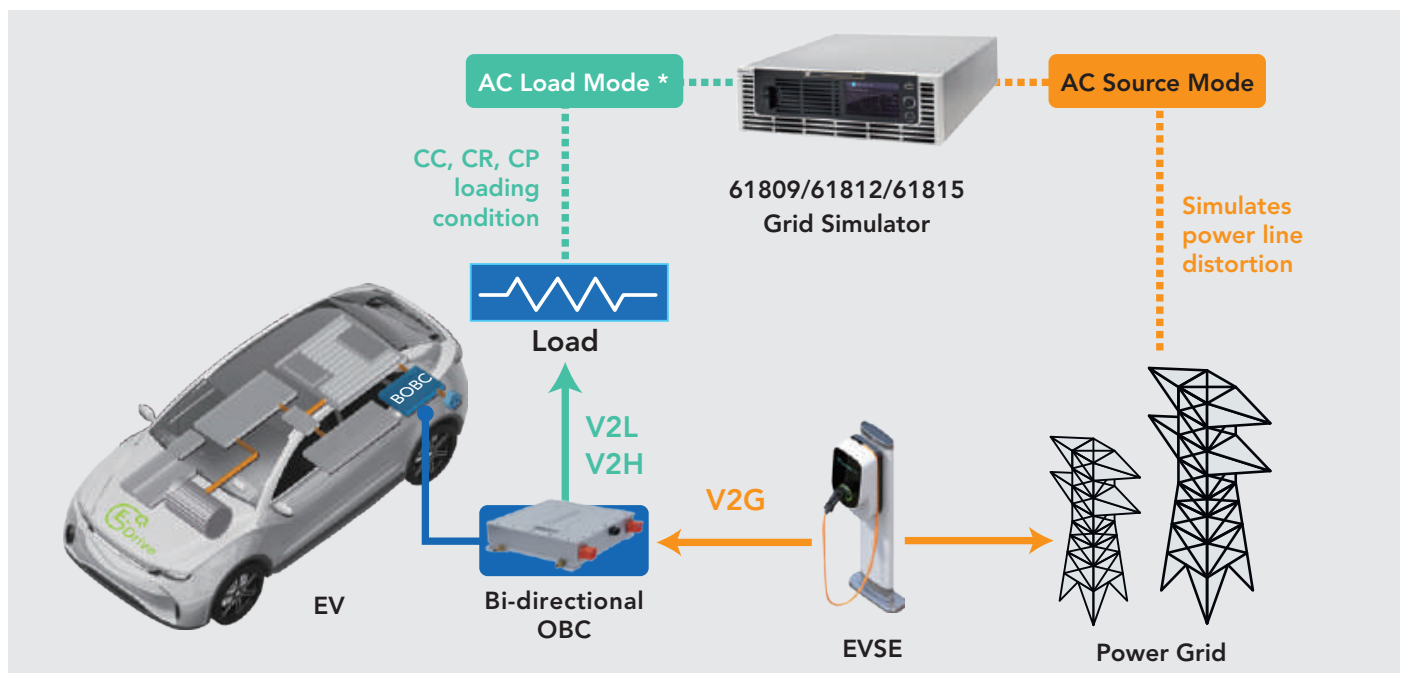 AC Load Mode *
AC Source Mode
CC, CR, CP
loading
condition
61809/61812/61815
Grid Simulator
Simulates
power line
distortion
Load
BOBC
V2L
V2H
V2G
E Q
Drive
EV
Bi-directional
OBC
EVSE
Power Grid